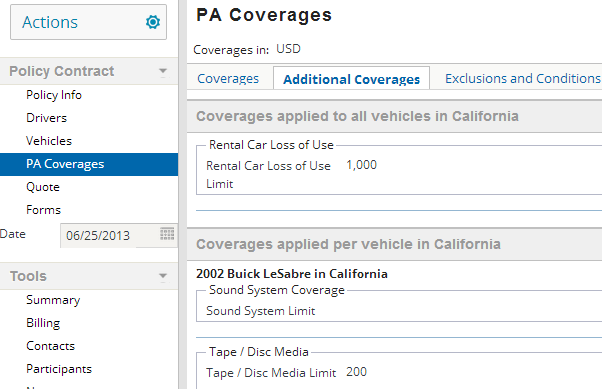 Actions
Policy Contract
Policy Info
Drivers
Vehicles
PA Coverages
Quote
Forms
Date 06/25/2013
Tools
Summary
Billing
Contacts
Participants
PA Coverages
Coverages in: USD
Coverages Additional Coverages Exclusions and Conditions
Coverages applied to all vehicles in California
Rental Car Loss of Use
Rental Car Loss of Use 1,000
Limit
Coverages applied per vehicle in California
2002 Buick LeSabre in California
Sound System Coverage
Sound System Limit
Tape / Disc Media
Tape / Disc Media Limit 200